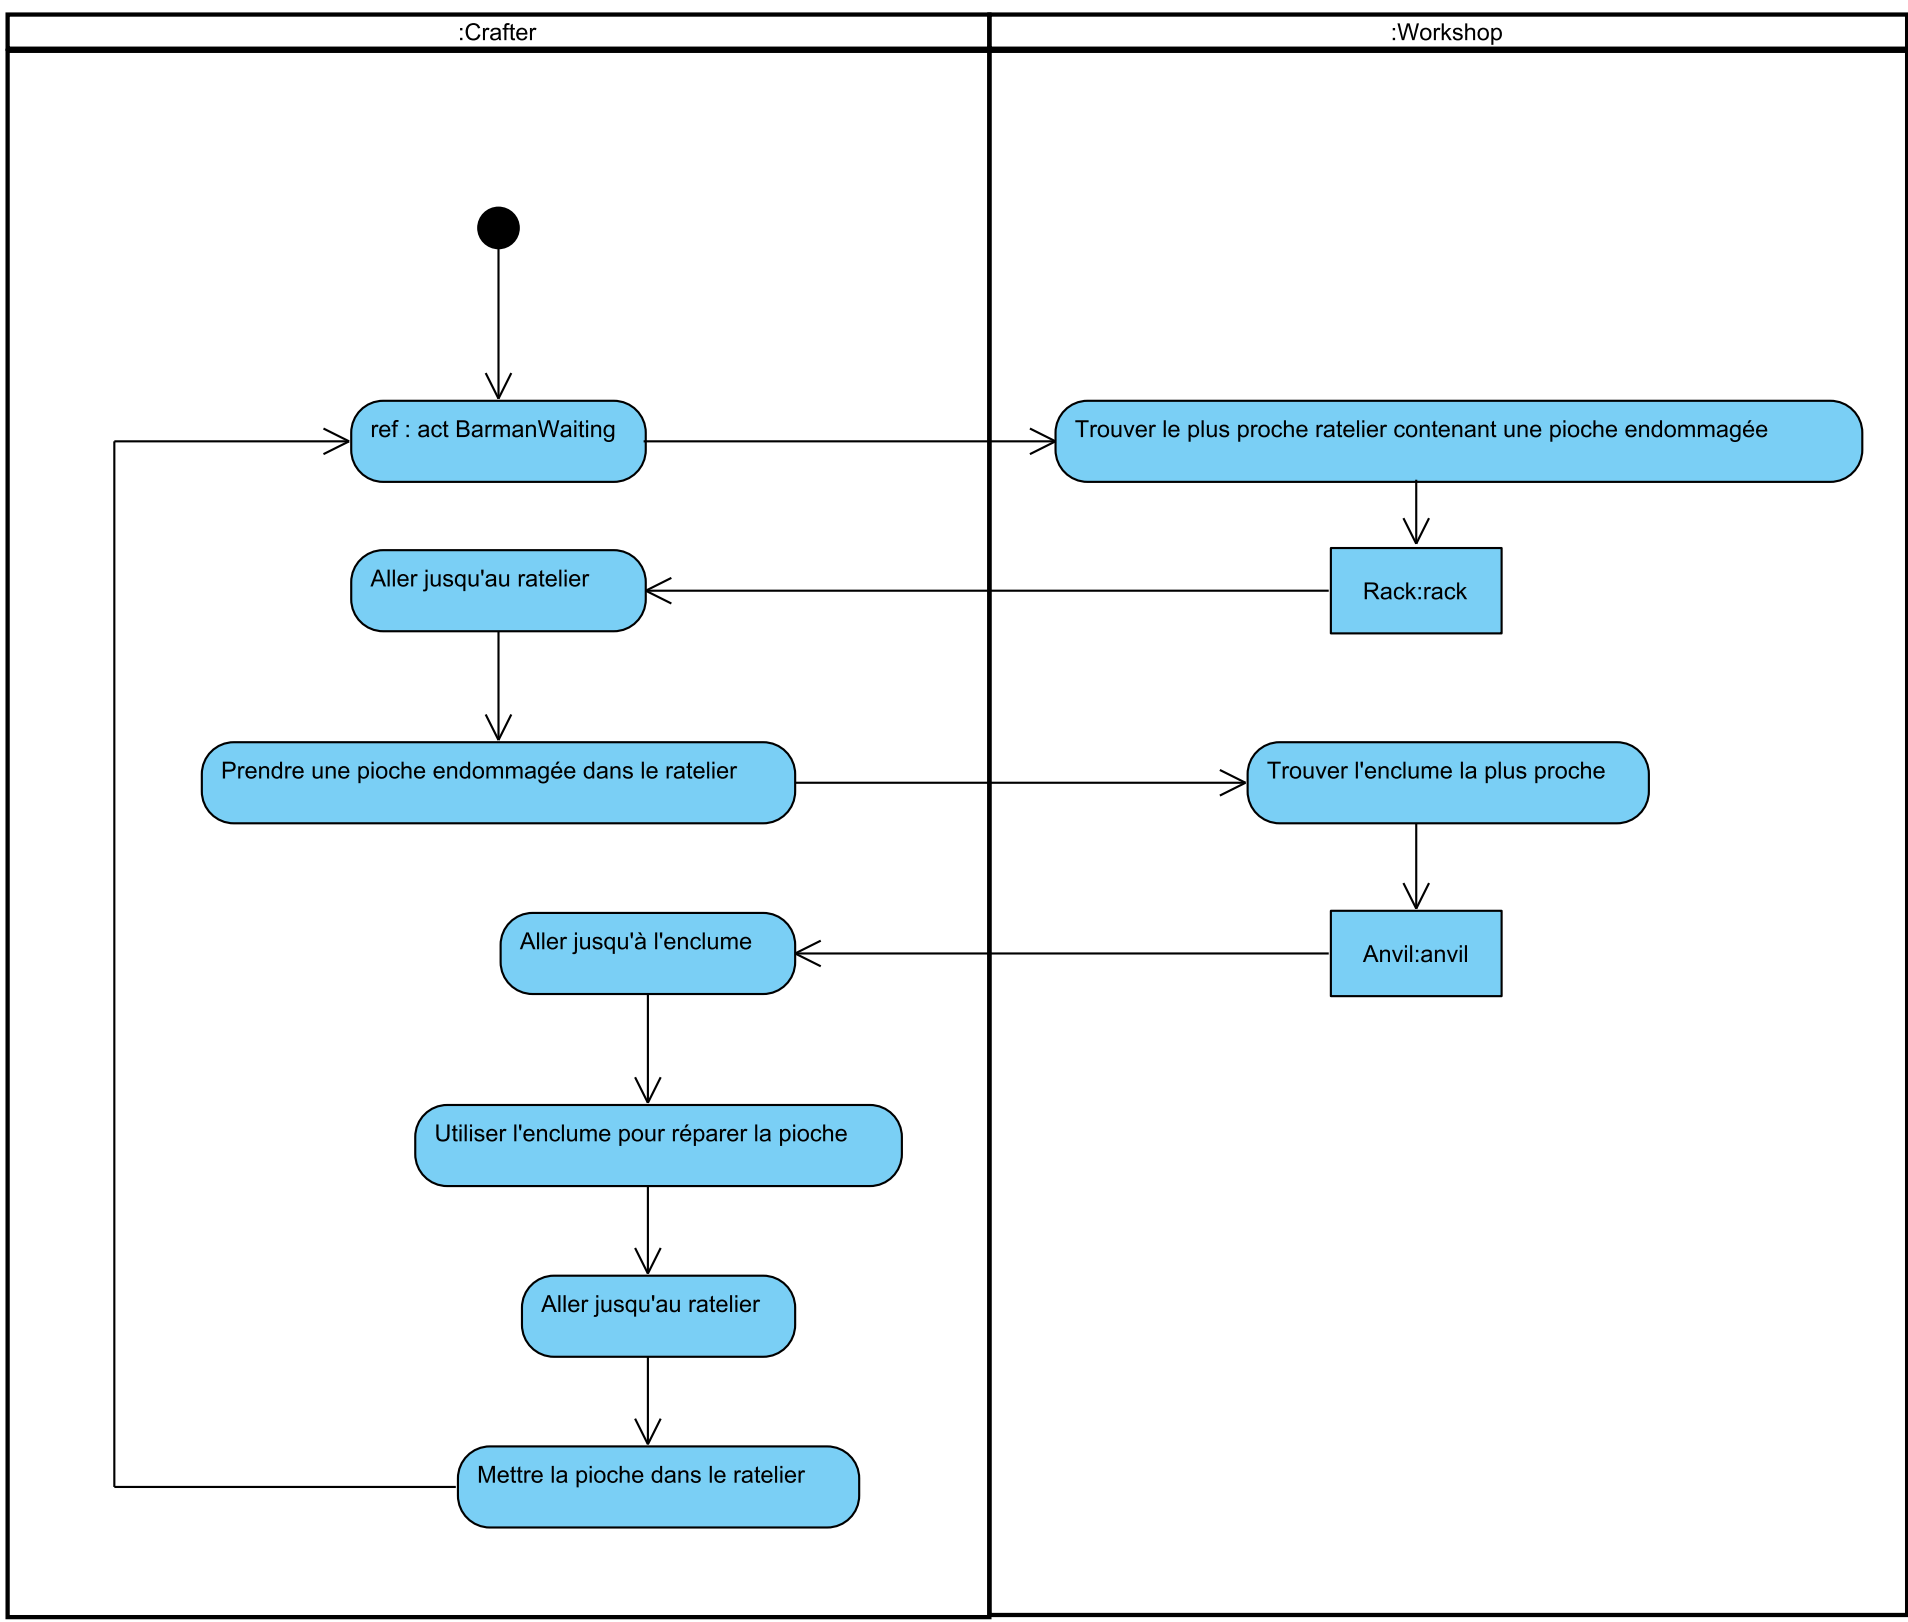 :Crafter
:Workshop
ref : act BarmanWaiting
Trouver le plus proche ratelier contenant une pioche endommagée
Aller jusqu'au ratelier
Rack:rack
Prendre une pioche endommagée dans le ratelier
Trouver l'enclume la plus proche
Aller jusqu'à l'enclume
Anvil:anvil
Utiliser l'enclume pour réparer la pioche
Aller jusqu'au ratelier
Mettre la pioche dans le ratelier